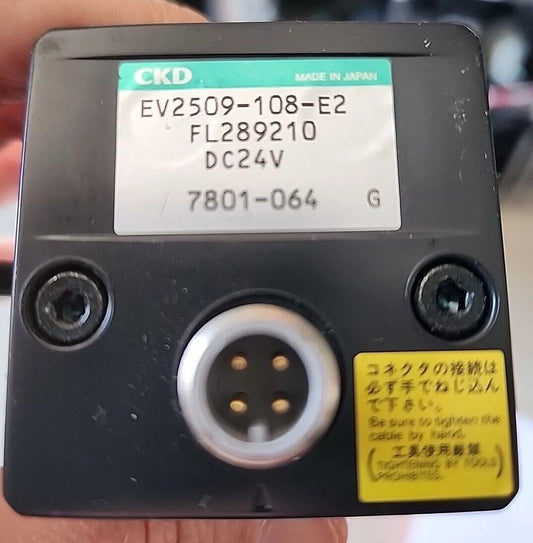 CKD MADE IN JAPAN
EV2509-108-E2
FL289210
DC24V
7801-064 G
コネクタの接続は
必ず手でねじ込ん
で下さい。
Be sure to tighten the
cable by hand.
工具使用厳禁
TIGHTENING BY TOOLS
PROHIBITED.